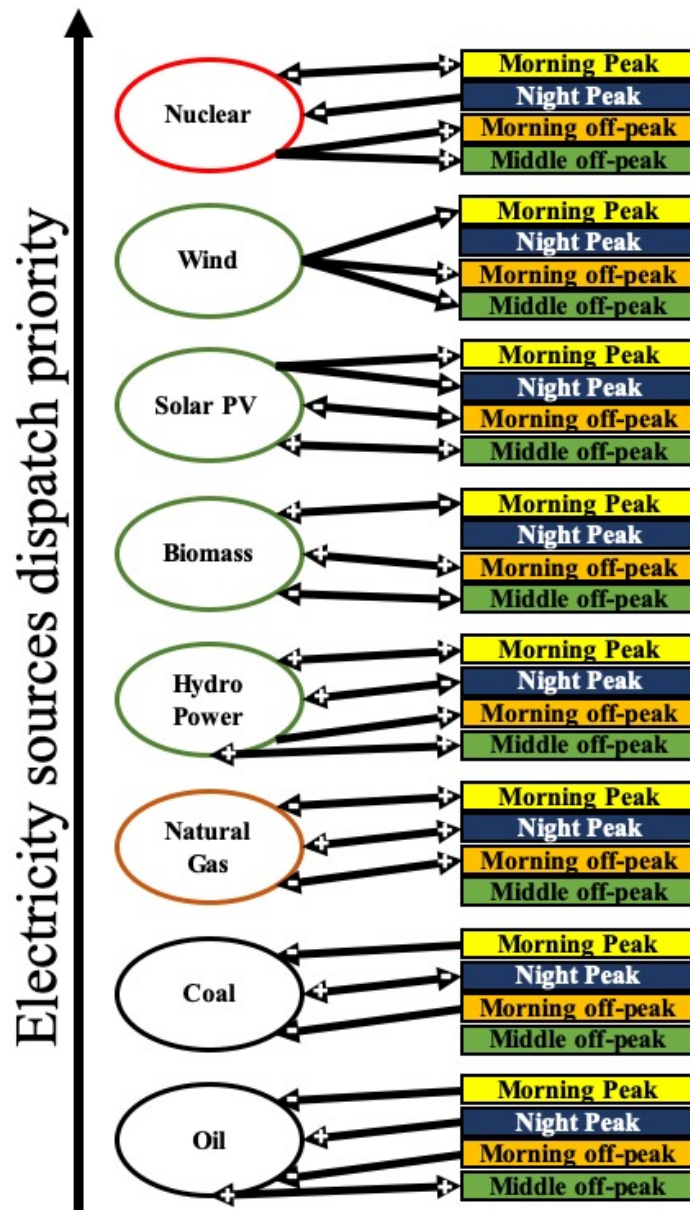 Electricity sources dispatch priority
Nuclear
Morning Peak
Night Peak
Morning off-peak
Middle off-peak
Wind
Morning Peak
Night Peak
Morning off-peak
Middle off-peak
Solar PV
Morning Peak
Night Peak
Morning off-peak
Middle off-peak
Biomass
Morning Peak
Night Peak
Morning off-peak
Middle off-peak
Hydro
Power
Morning Peak
Night Peak
Morning off-peak
Middle off-peak
Natural
Gas
Morning Peak
Night Peak
Morning off-peak
Middle off-peak
Coal
Morning Peak
Night Peak
Morning off-peak
Middle off-peak
Oil
Morning Peak
Night Peak
Morning off-peak
Middle off-peak